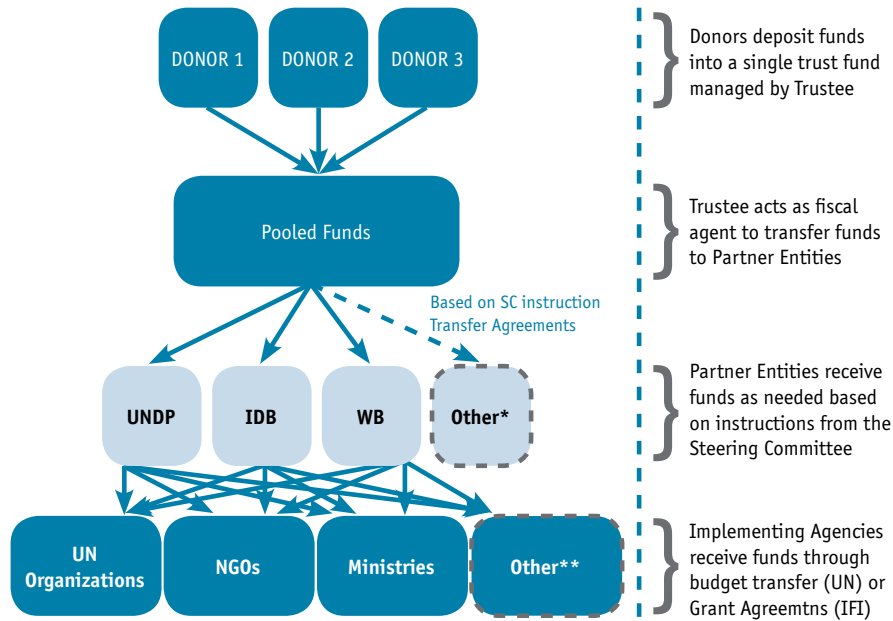 DONOR 1
DONOR 2
DONOR 3
Donors deposit funds
into a single trust fund
managed by Trustee
Pooled Funds
Trustee acts as fiscal
agent to transfer funds
to Partner Entities
Based on SC instruction
Transfer Agreements
UNDP
IDB
WB
Other*
Partner Entities receive
funds as needed based
on instructions from the
Steering Committee
UN
Organizations
NGOs
Ministries
Other**
Implementing Agencies
receive funds through
budget transfer (UN) or
Grant Agreemtns (IFI)